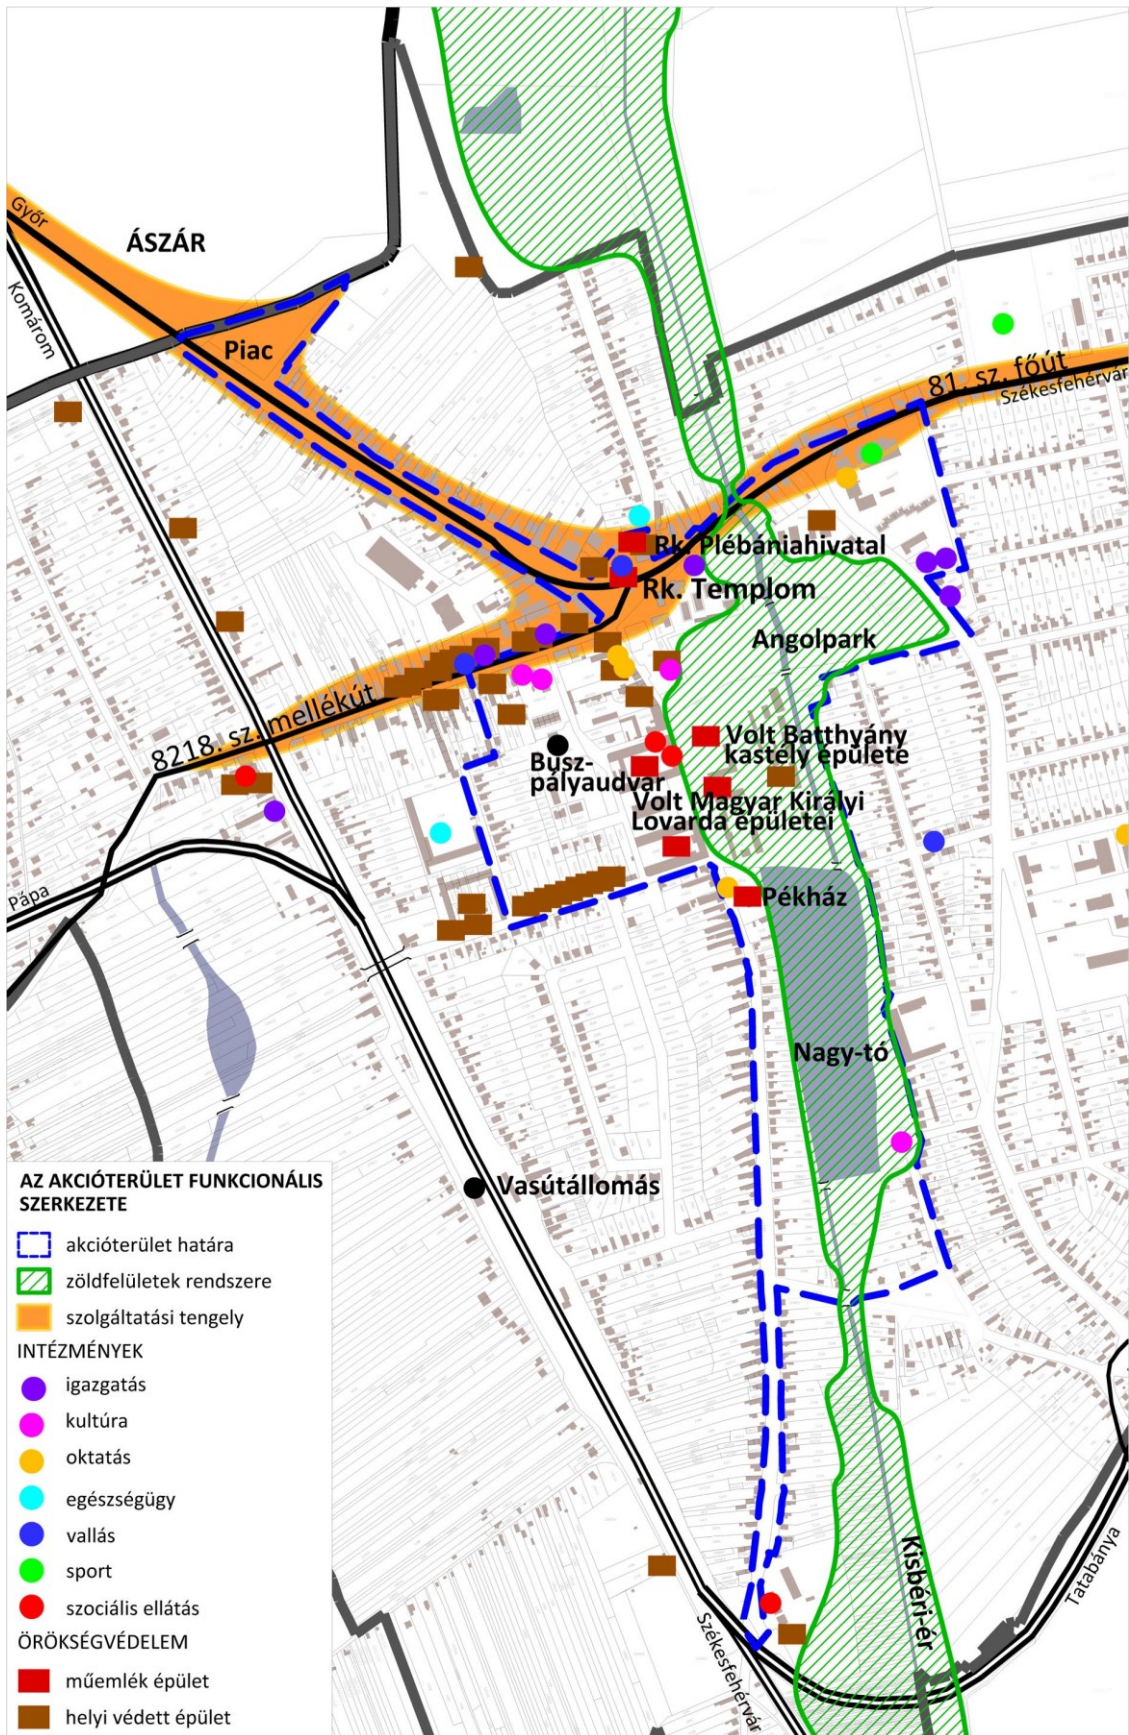 Győr
ÁSZÁR
Komárom
Piac
81. sz. főút
Székesfehérvár
Rk. Plébániahivatal
Rk. Templom
Angolpark
8218. sz. mellékút
Busz-
pályaudvar
Volt Batthyány
kastély épülete
Volt Magyar Királyi
Lovarda épületei
Pápa
Pékház
Nagy-tó
Vasútállomás
Kisbéri-ér
Tatabánya
Székesfehérvár
AZ AKCIÓTERÜLET FUNKCIONÁLIS
SZERKEZETE
akcióterület határa
zöldfelületek rendszere
szolgáltatási tengely
INTÉZMÉNYEK
igazgatás
kultúra
oktatás
egészségügy
vallás
sport
szociális ellátás
ÖRÖKSÉGVÉDELEM
műemlék épület
helyi védett épület